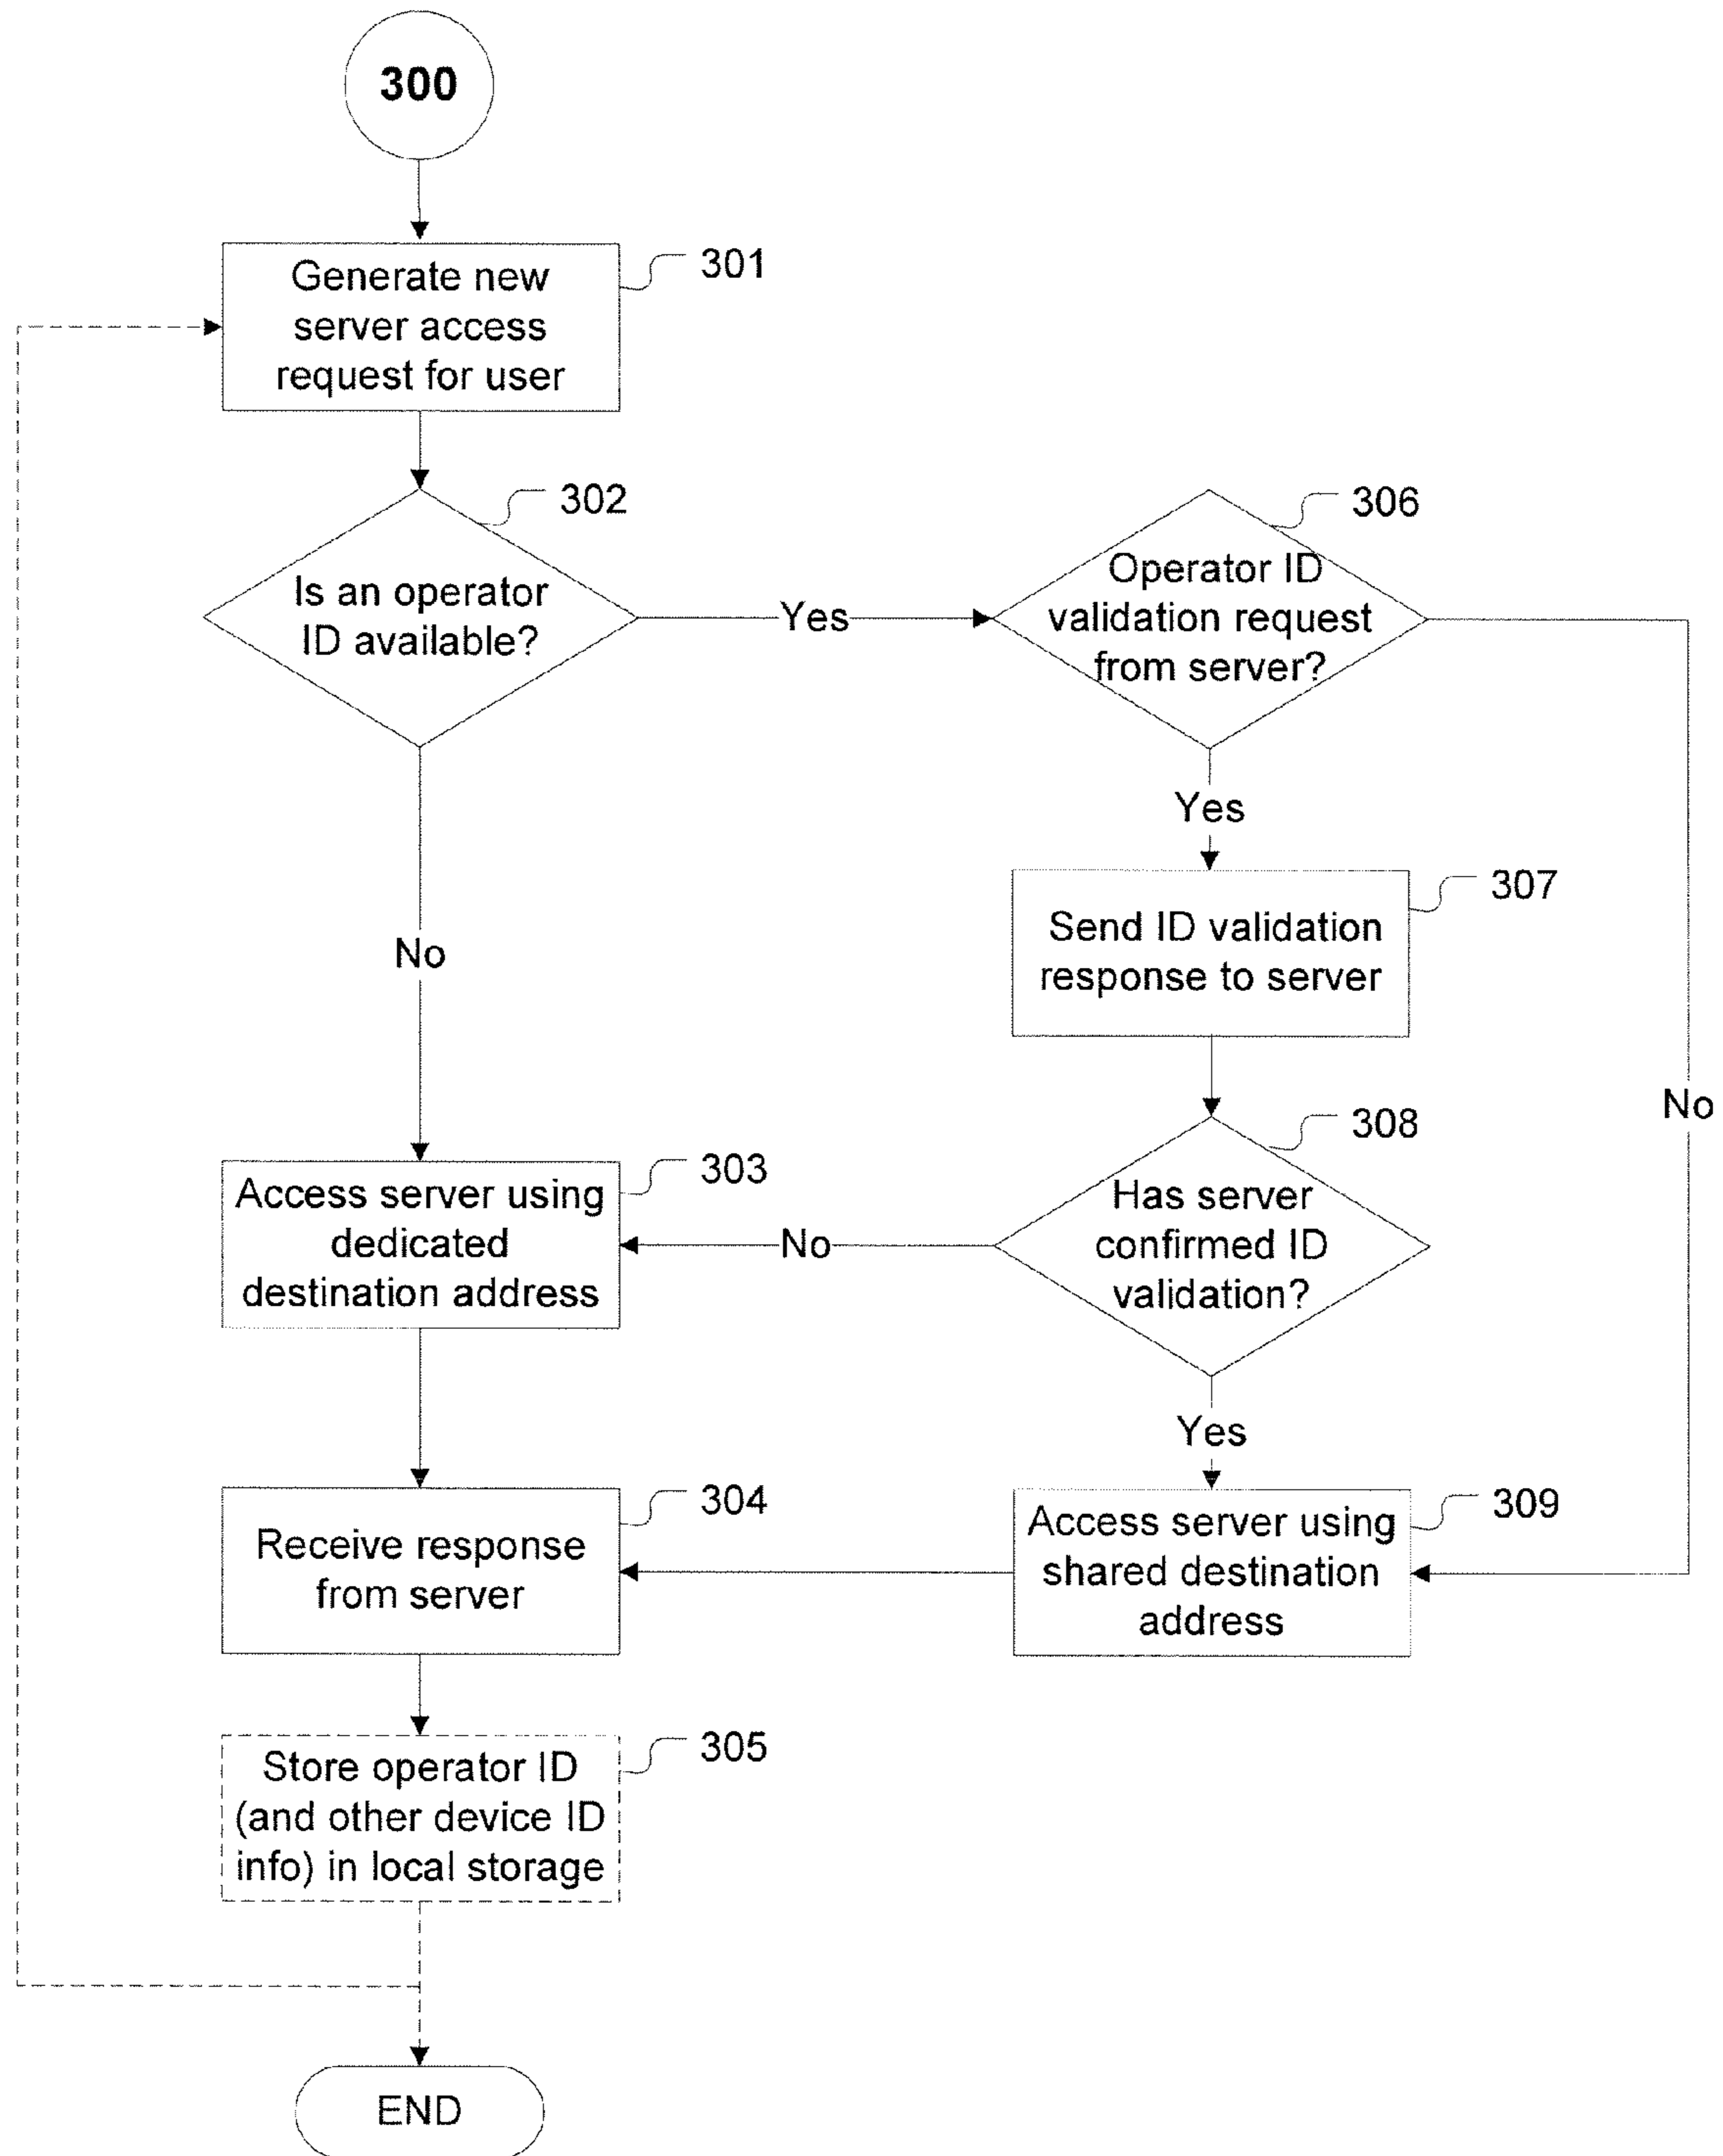 300
301
Generate new
server access
request for user
302
Is an operator
ID available?
Yes
306
Operator ID
validation request
from server?
Yes
307
Send ID validation
response to server
No
No
308
Has server
confirmed ID
validation?
303
Access server using
dedicated
destination address
No
Yes
304
Receive response
from server
309
Access server using
shared destination
address
305
Store operator ID
(and other device ID
info) in local storage
END